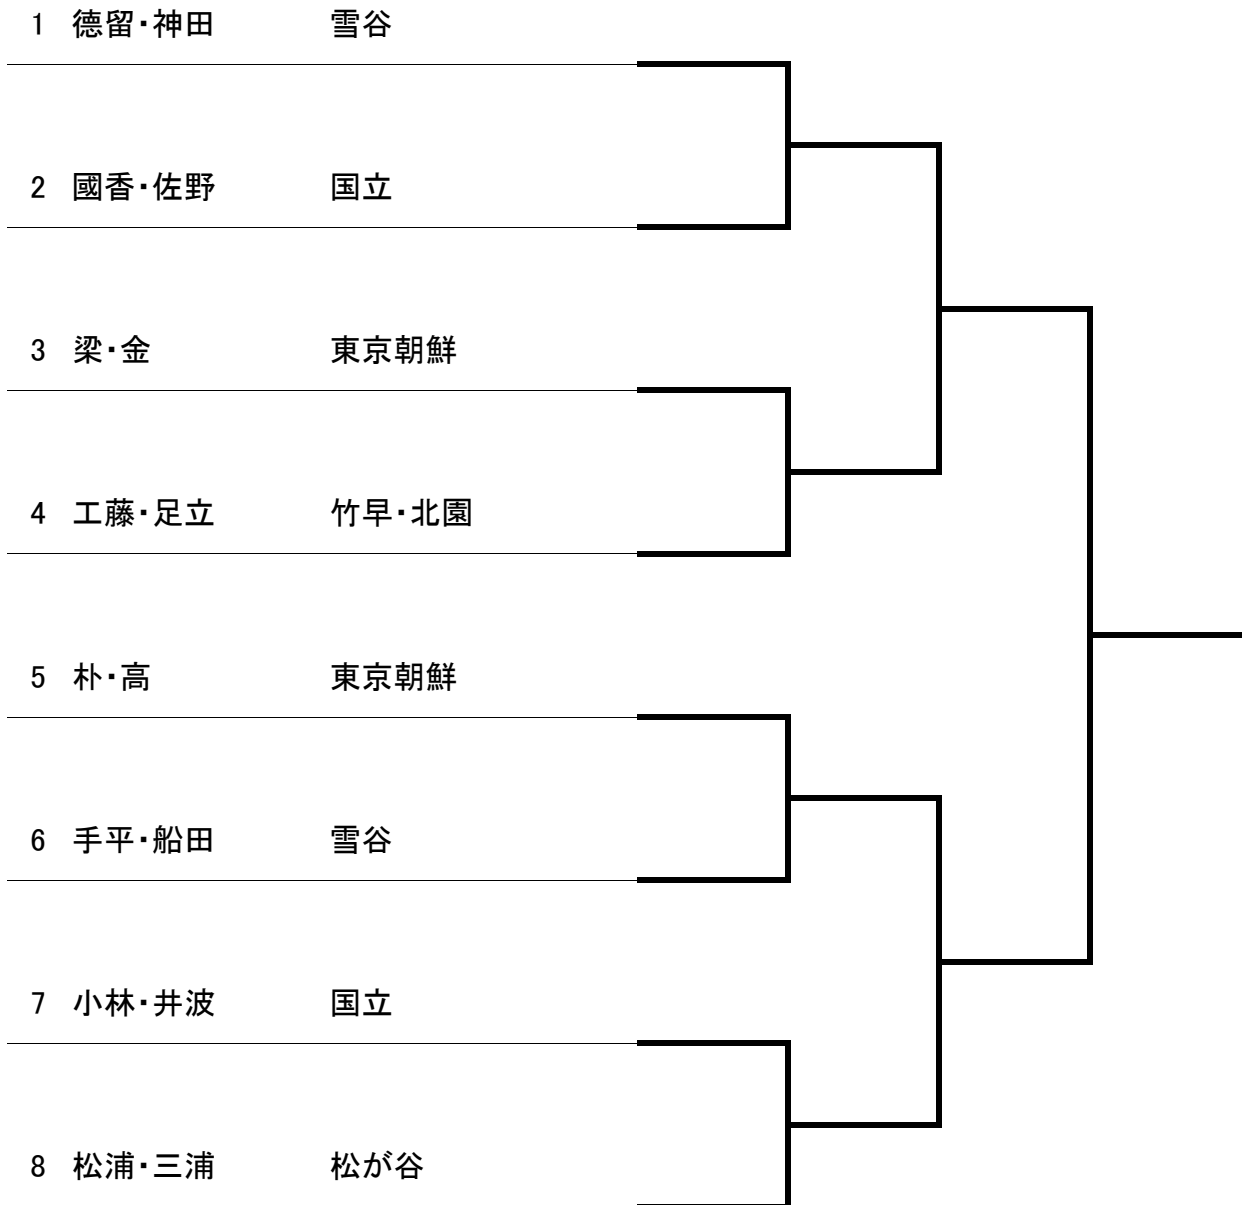 1 德留・神田 雪谷
2 國香・佐野 国立
3 梁・金 東京朝鮮
4 工藤・足立 竹早・北園
5 朴・高 東京朝鮮
6 手平・船田 雪谷
7 小林・井波 国立
8 松浦・三浦 松が谷